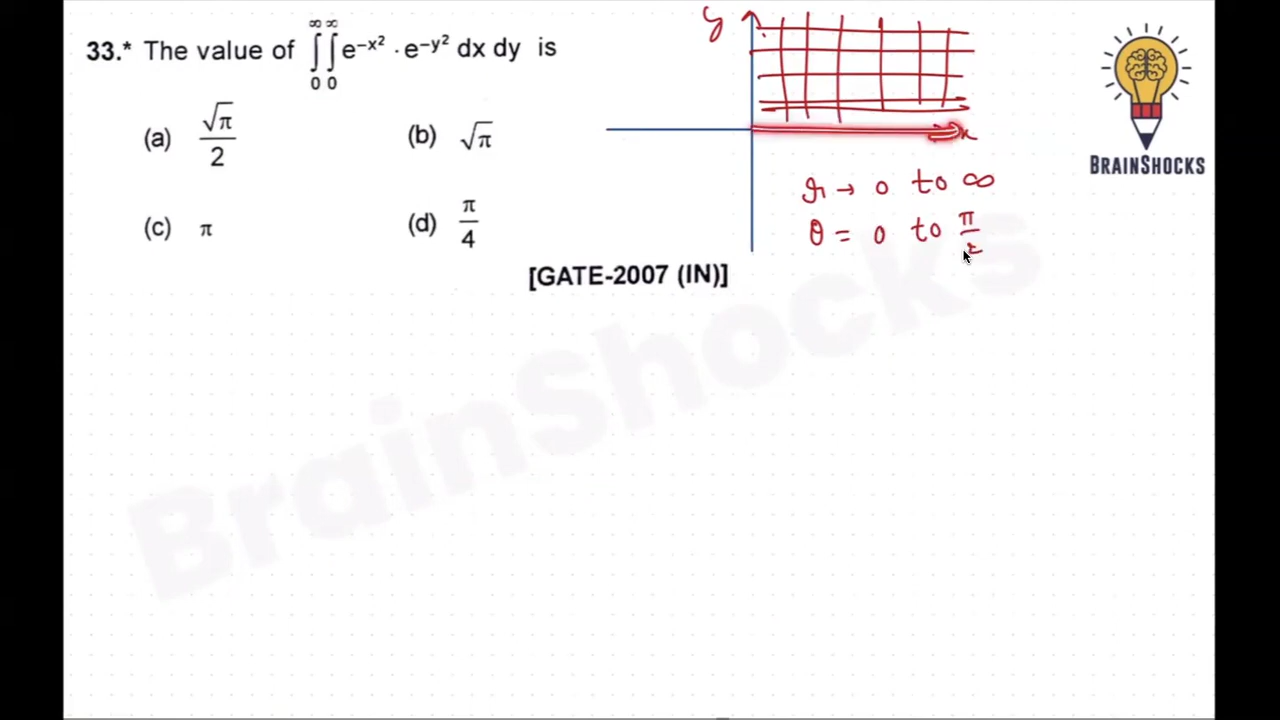 33.* The value of ∫₀^∞ ∫₀^∞ e^{-x²} · e^{-y²} dx dy is
(a) √π/2
(b) √π
(c) π
(d) π/4
[GATE-2007 (IN)]
y
x
r → 0 to ∞
θ = 0 to π/2
BRAINSHOCKS
BrainShocks